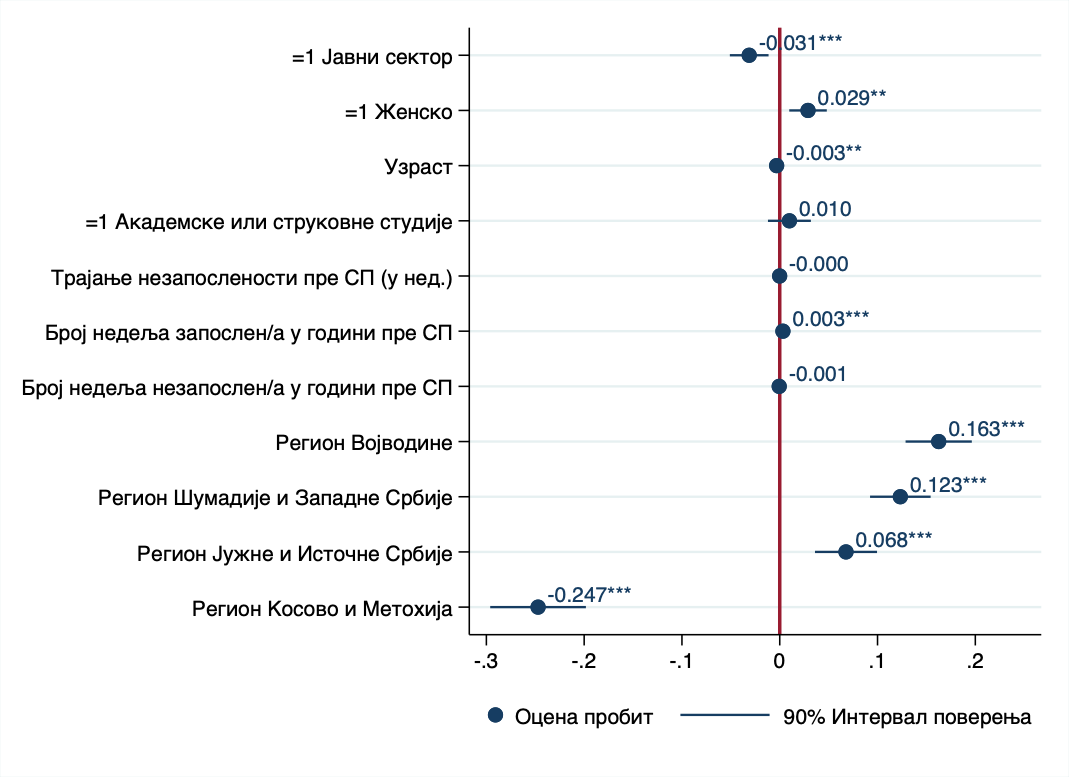 =1 Јавни сектор
-0.031***
=1 Женско
0.029**
Узраст
-0.003**
=1 Академске или струковне студије
0.010
Трајање незапослености пре СП (у нед.)
-0.000
Број недеља запослен/а у години пре СП
0.003***
Број недеља незапослен/а у години пре СП
-0.001
Регион Војводине
0.163***
Регион Шумадије и Западне Србије
0.123***
Регион Јужне и Источне Србије
0.068***
Регион Косово и Метохија
-0.247***
-.3 -.2 -.1 0 .1 .2
Оцена пробит 90% Интервал поверења